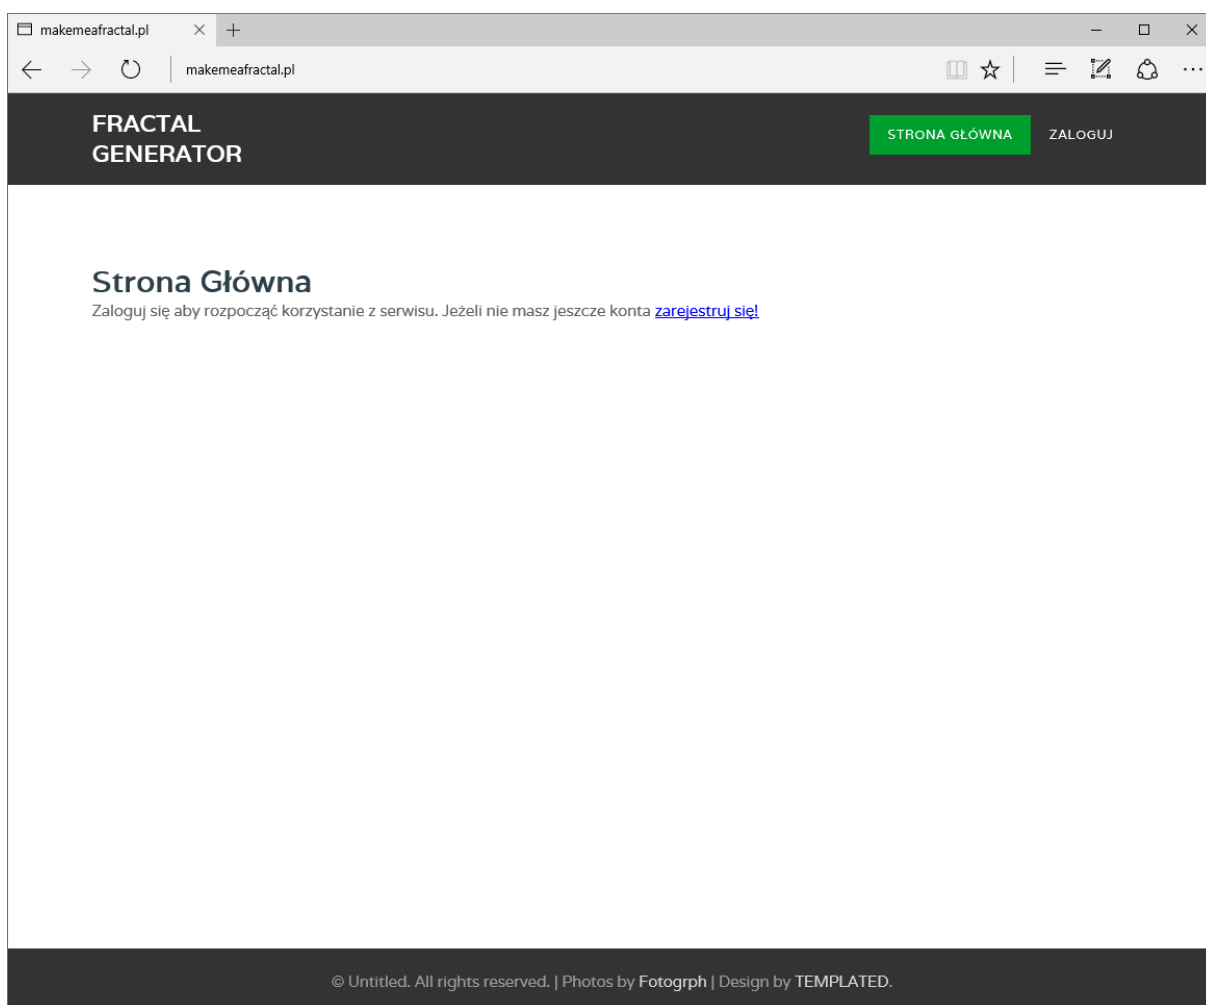 makemeafractal.pl
makemeafractal.pl
FRACTAL
GENERATOR
STRONA GŁÓWNA ZALOGUJ
Strona Główna
Zaloguj się aby rozpocząć korzystanie z serwisu. Jeżeli nie masz jeszcze konta zarejestruj się!
© Untitled. All rights reserved. | Photos by Fotogrph | Design by TEMPLATED.